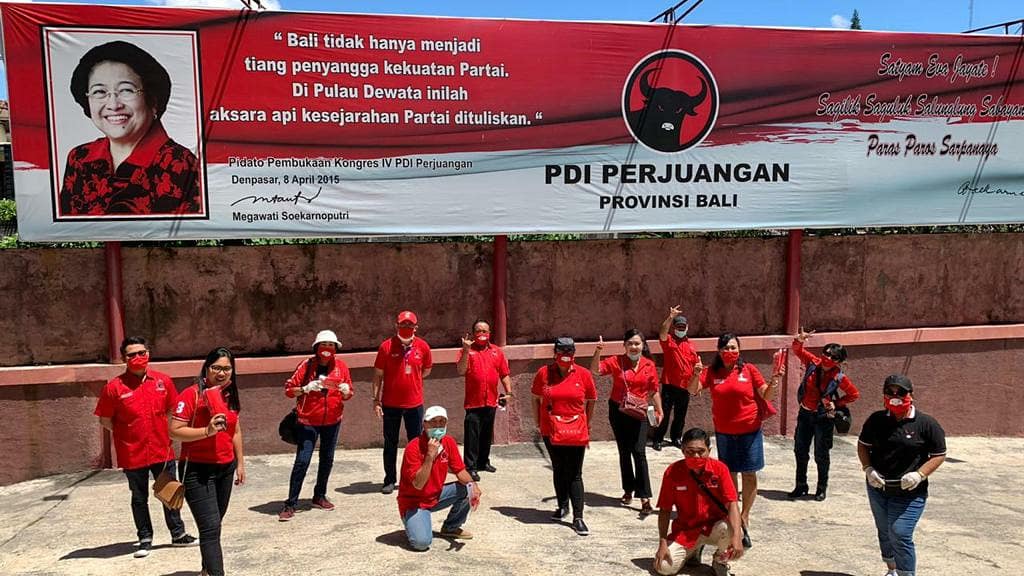 “ Bali tidak hanya menjadi
tiang penyangga kekuatan Partai.
Di Pulau Dewata inilah
aksara api kesejarahan Partai dituliskan. “
Pidato Pembukaan Kongres IV PDI Perjuangan
Denpasar, 8 April 2015
Megawati Soekarnoputri
PDI PERJUANGAN
PROVINSI BALI
Satyam Eva Jayate !
Sagilik Saguluk Salunglung Sabayan
Paras Paros Sarpanaya
3